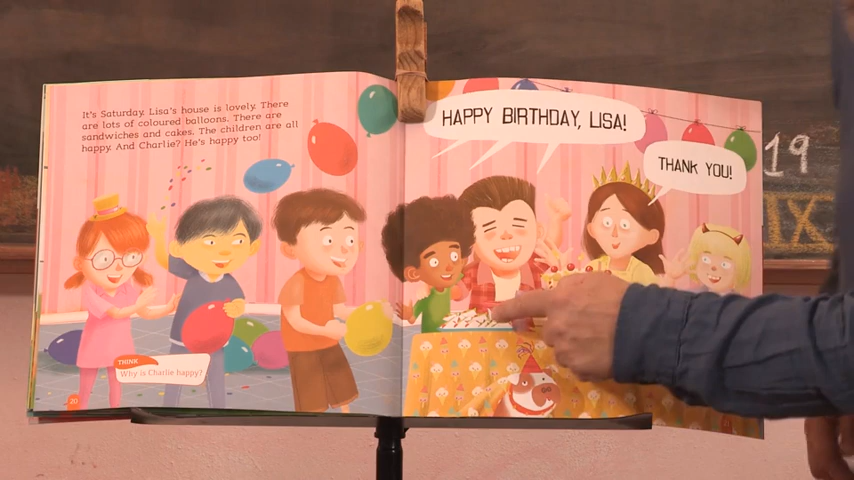 It's Saturday. Lisa's house is lovely. There
are lots of coloured balloons. There are
sandwiches and cakes. The children are all
happy. And Charlie? He's happy too!
HAPPY BIRTHDAY, LISA!
THANK YOU!
THINK
Why is Charlie happy?
20
19
IX